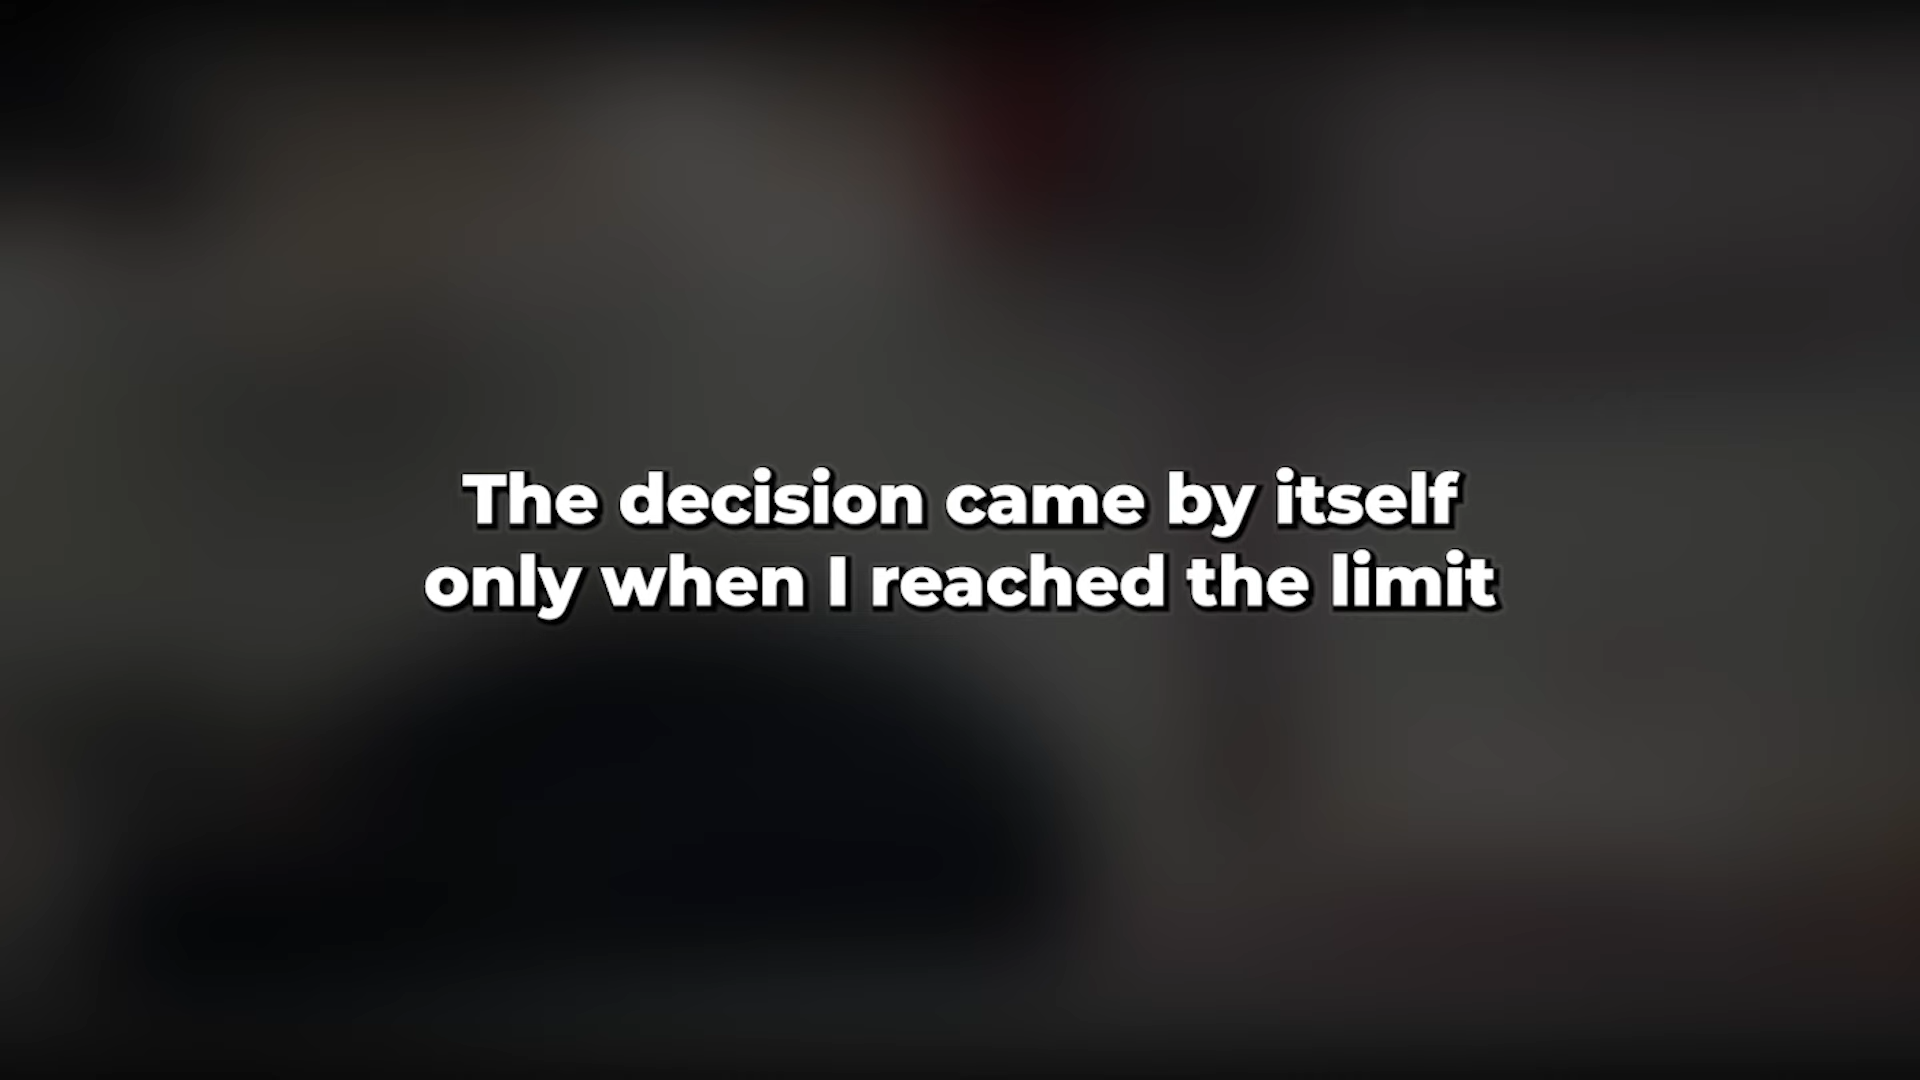 The decision came by itself
only when I reached the limit